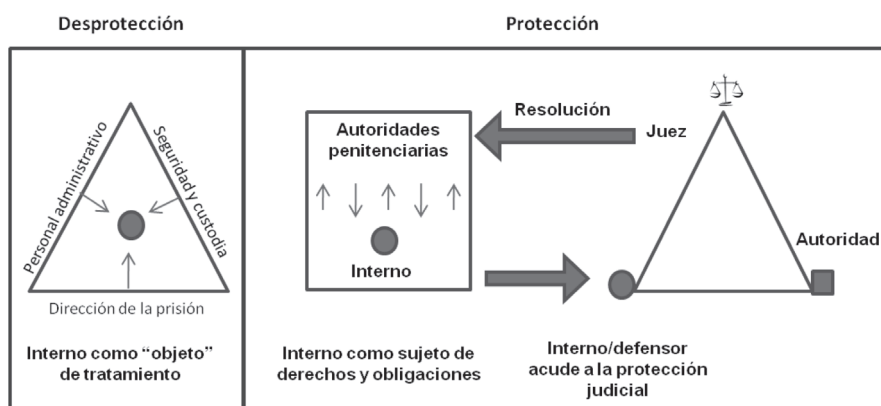 Desprotección
Protección
Personal administrativo
Seguridad y custodia
Dirección de la prisión
Interno como “objeto”
de tratamiento
Autoridades
penitenciarias
Interno
Interno como sujeto de
derechos y obligaciones
Resolución
Juez
Autoridad
Interno/defensor
acude a la protección
judicial